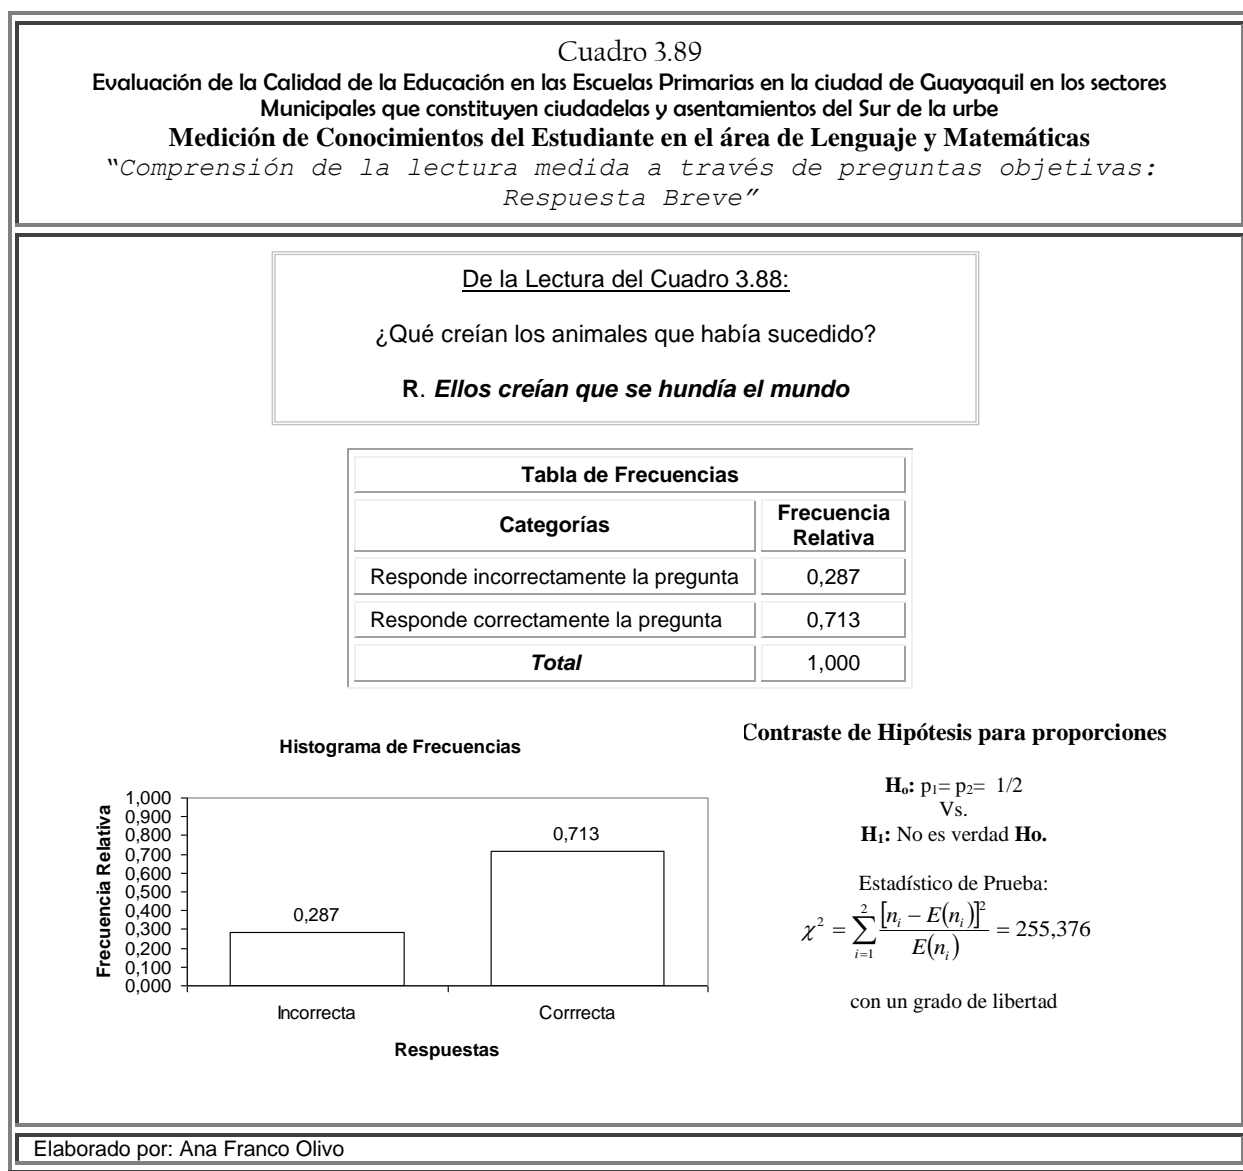 Cuadro 3.89
Evaluación de la Calidad de la Educación en las Escuelas Primarias en la ciudad de Guayaquil en los sectores
Municipales que constituyen ciudadelas y asentamientos del Sur de la urbe
Medición de Conocimientos del Estudiante en el área de Lenguaje y Matemáticas
“Comprensión de la lectura medida a través de preguntas objetivas:
Respuesta Breve”
De la Lectura del Cuadro 3.88:
¿Qué creían los animales que había sucedido?
R. Ellos creían que se hundía el mundo
Tabla de Frecuencias
Categorías Frecuencia Relativa
Responde incorrectamente la pregunta 0,287
Responde correctamente la pregunta 0,713
Total 1,000
Histograma de Frecuencias
Frecuencia Relativa
1,000
0,900
0,800
0,700
0,600
0,500
0,400
0,300
0,200
0,100
0,000
0,287
0,713
Incorrecta Corrrecta
Respuestas
Contraste de Hipótesis para proporciones
Ho: p1= p2= 1/2
Vs.
H1: No es verdad Ho.
Estadístico de Prueba:
χ² = ∑_{i=1}^{2} [n_i − E(n_i)]² / E(n_i) = 255,376
con un grado de libertad
Elaborado por: Ana Franco Olivo